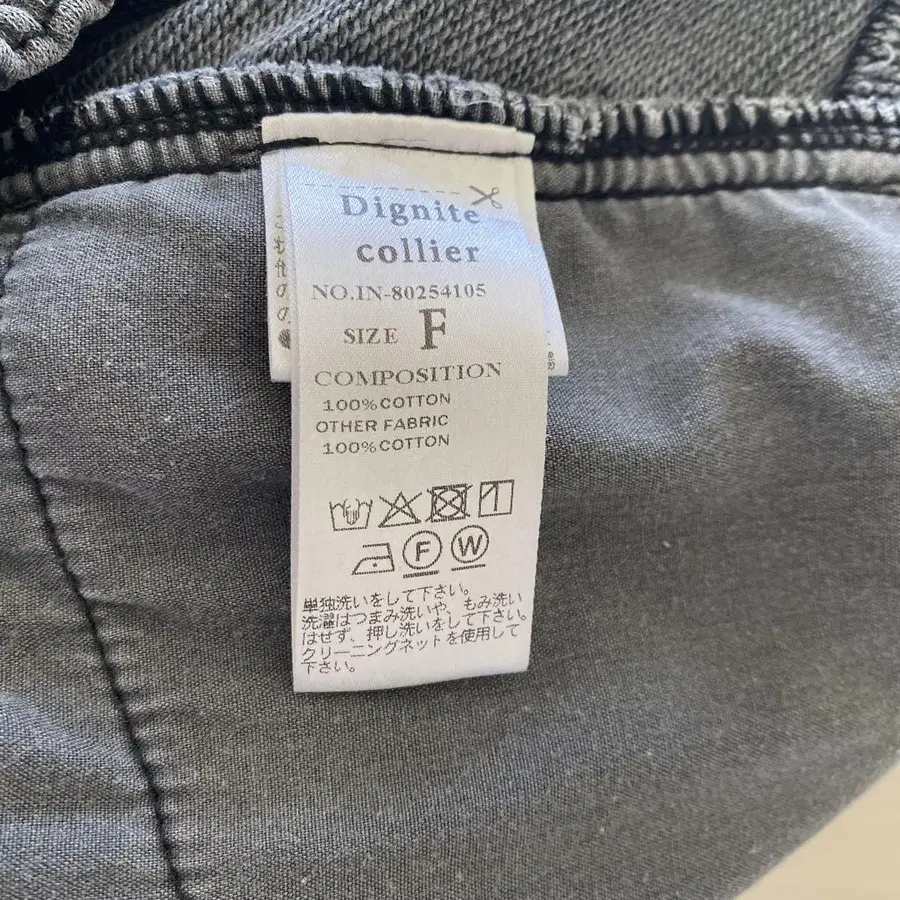 Dignite
collier
NO.IN-80254105
SIZE F
COMPOSITION
100%COTTON
OTHER FABRIC
100%COTTON
F W
単独洗いをして下さい。
洗濯はつまみ洗いや、もみ洗い
はせず、押し洗いをして下さい。
クリーニングネットを使用して
下さい。